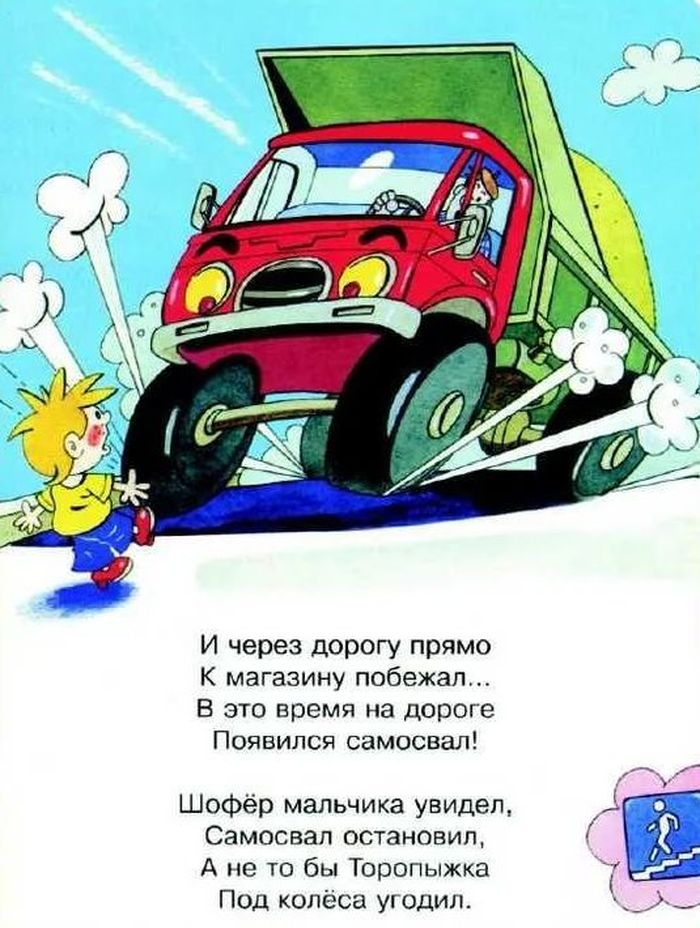 И через дорогу прямо
К магазину побежал...
В это время на дороге
Появился самосвал!
Шофёр мальчика увидел,
Самосвал остановил,
А не то бы Торопыжка
Под колёса угодил.